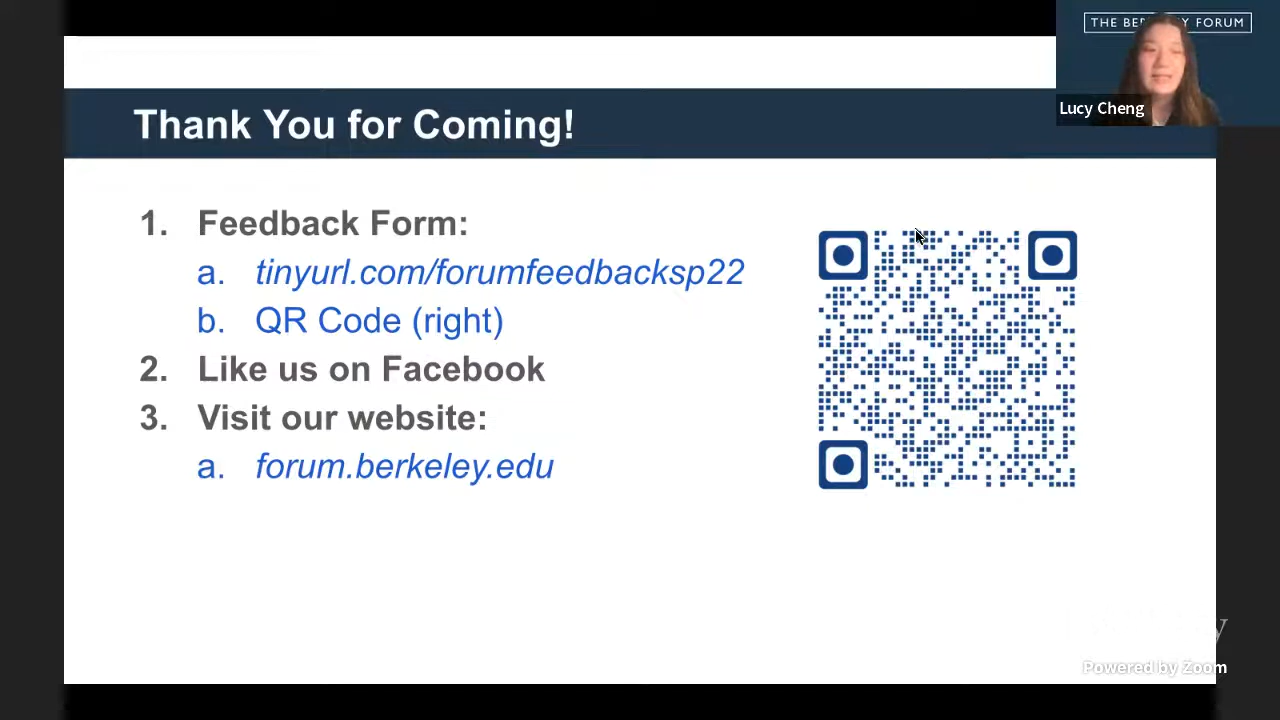 THE BERKELEY FORUM
Lucy Cheng
Thank You for Coming!
1. Feedback Form:
a. tinyurl.com/forumfeedbacksp22
b. QR Code (right)
2. Like us on Facebook
3. Visit our website:
a. forum.berkeley.edu
Powered by Zoom